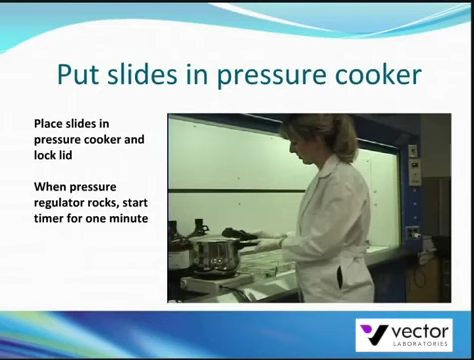 Put slides in pressure cooker
Place slides in
pressure cooker and
lock lid
When pressure
regulator rocks, start
timer for one minute
vector
LABORATORIES